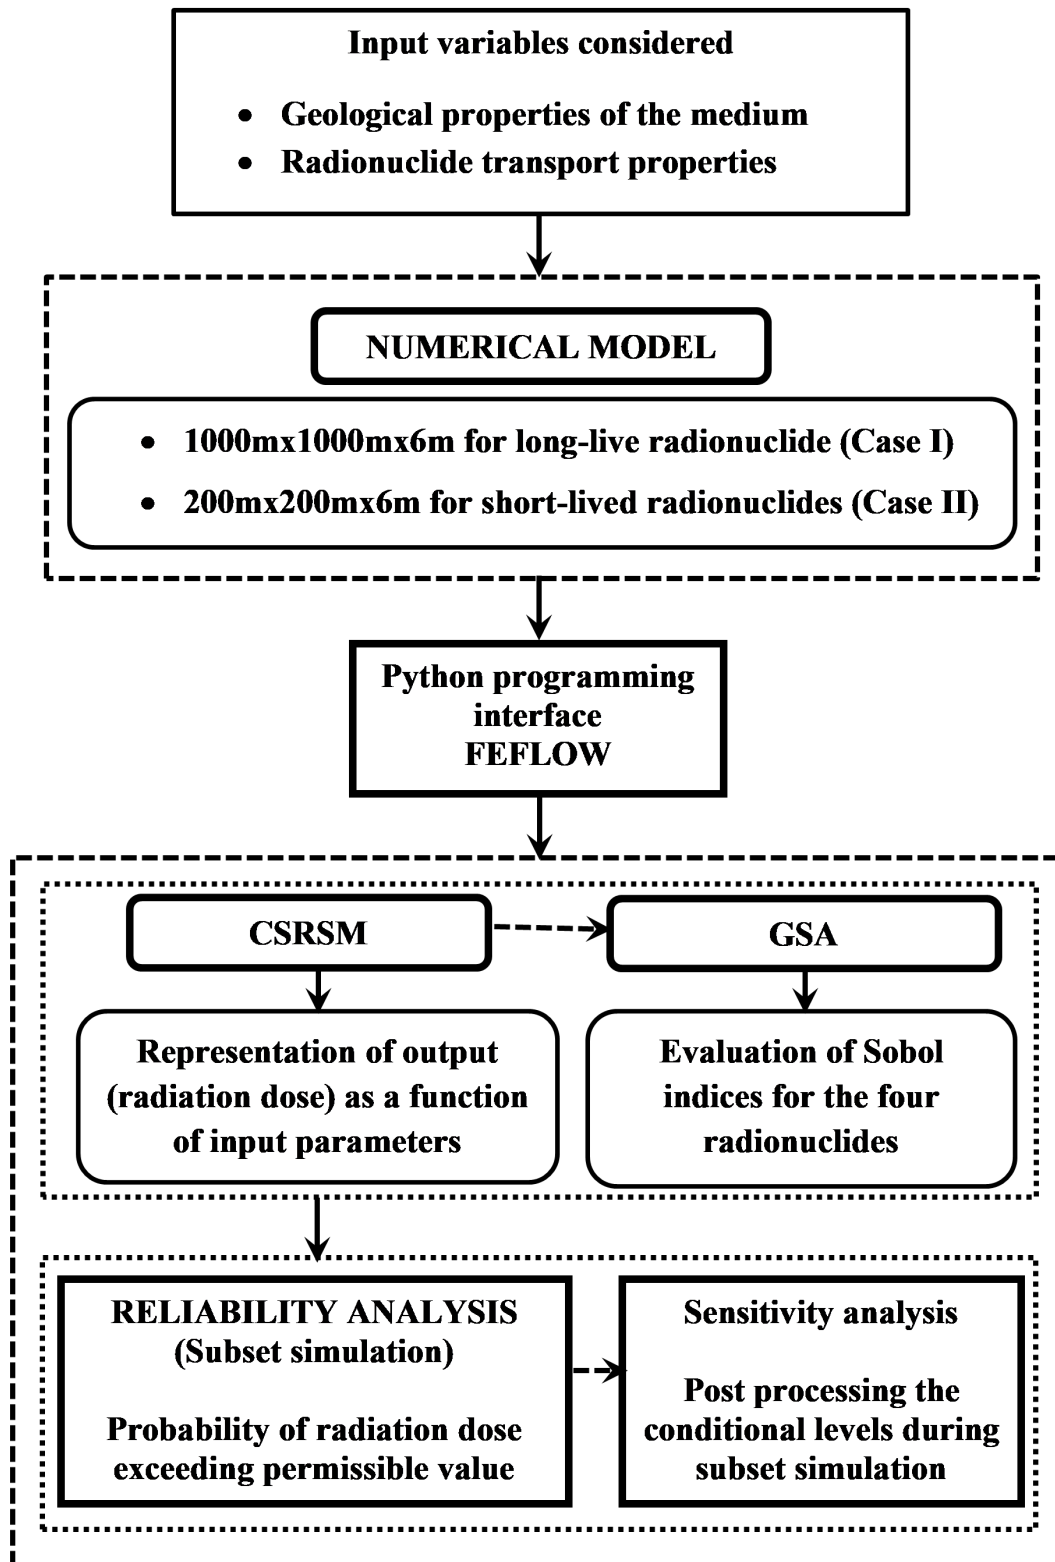 Input variables considered
• Geological properties of the medium
• Radionuclide transport properties
NUMERICAL MODEL
• 1000mx1000mx6m for long-live radionuclide (Case I)
• 200mx200mx6m for short-lived radionuclides (Case II)
Python programming
interface
FEFLOW
CSRSM
GSA
Representation of output
(radiation dose) as a function
of input parameters
Evaluation of Sobol
indices for the four
radionuclides
RELIABILITY ANALYSIS
(Subset simulation)
Probability of radiation dose
exceeding permissible value
Sensitivity analysis
Post processing the
conditional levels during
subset simulation